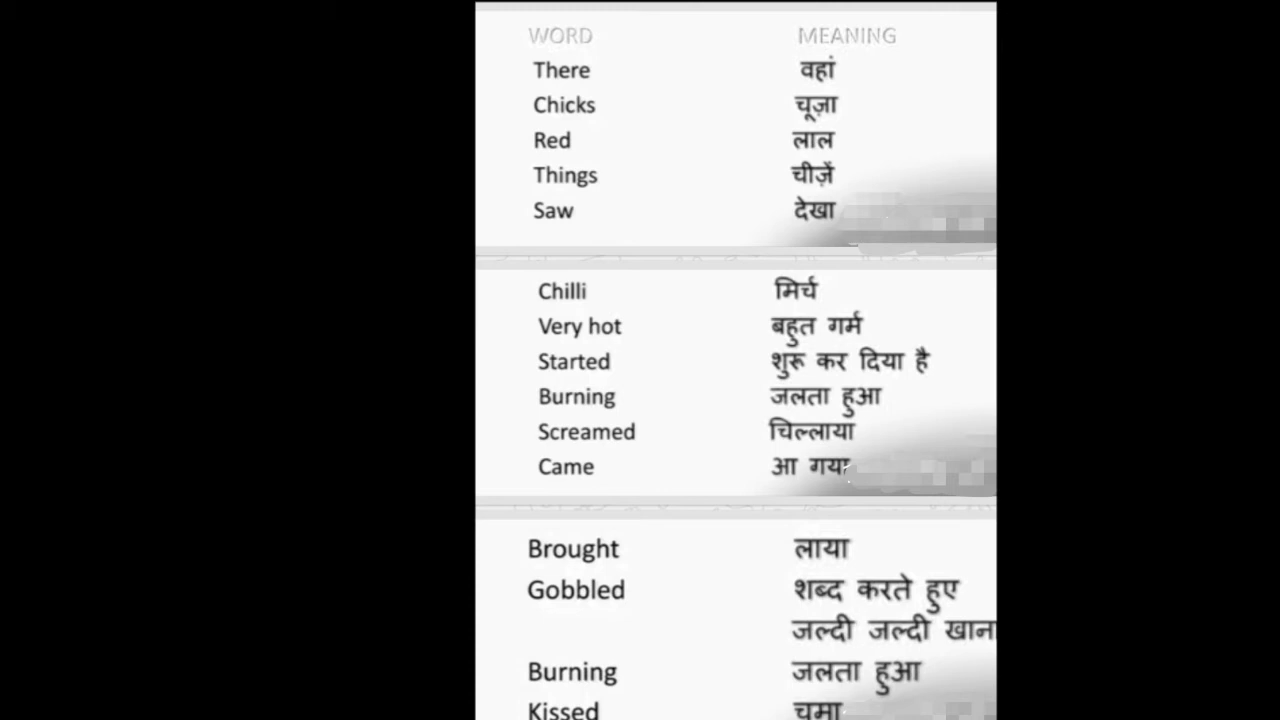 WORD MEANING
There वहां
Chicks चूज़ा
Red लाल
Things चीज़ें
Saw देखा
Chilli मिर्च
Very hot बहुत गर्म
Started शुरू कर दिया है
Burning जलता हुआ
Screamed चिल्लाया
Came आ गया
Brought लाया
Gobbled शब्द करते हुए
जल्दी जल्दी खाना
Burning जलता हुआ
Kissed